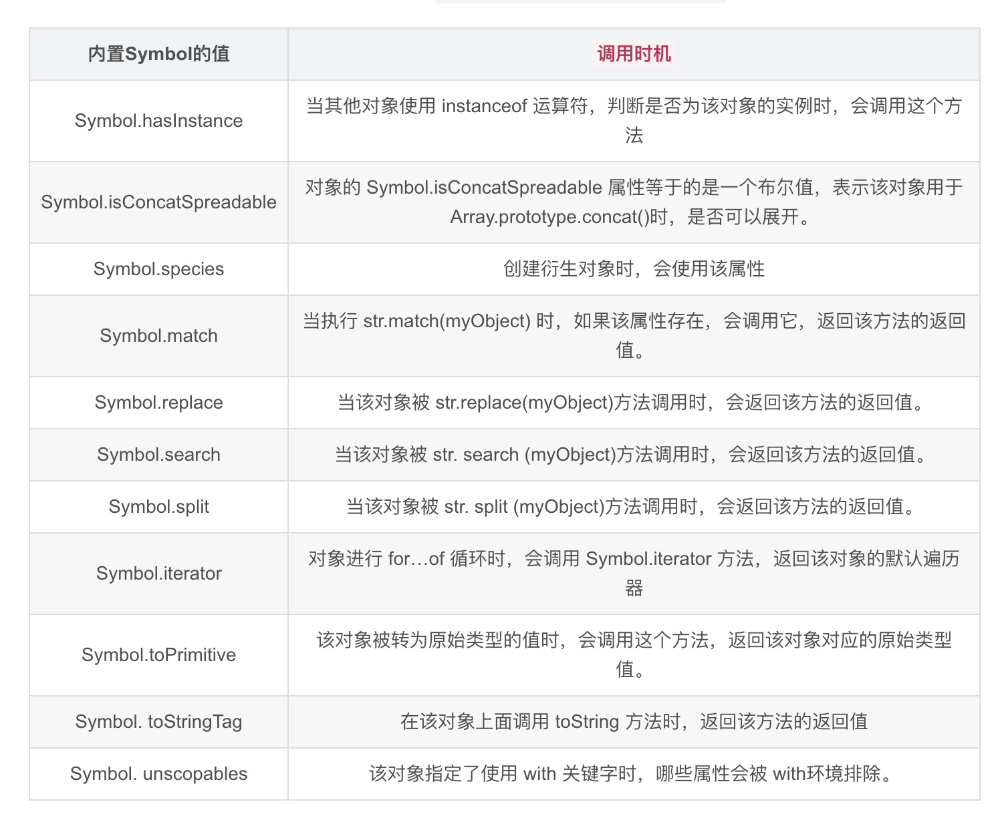 内置Symbol的值
调用时机
Symbol.hasInstance
当其他对象使用 instanceof 运算符，判断是否为该对象的实例时，会调用这个方
法
Symbol.isConcatSpreadable
对象的 Symbol.isConcatSpreadable 属性等于的是一个布尔值，表示该对象用于
Array.prototype.concat()时，是否可以展开。
Symbol.species
创建衍生对象时，会使用该属性
Symbol.match
当执行 str.match(myObject) 时，如果该属性存在，会调用它，返回该方法的返回
值。
Symbol.replace
当该对象被 str.replace(myObject)方法调用时，会返回该方法的返回值。
Symbol.search
当该对象被 str. search (myObject)方法调用时，会返回该方法的返回值。
Symbol.split
当该对象被 str. split (myObject)方法调用时，会返回该方法的返回值。
Symbol.iterator
对象进行 for…of 循环时，会调用 Symbol.iterator 方法，返回该对象的默认遍历
器
Symbol.toPrimitive
该对象被转为原始类型的值时，会调用这个方法，返回该对象对应的原始类型
值。
Symbol. toStringTag
在该对象上面调用 toString 方法时，返回该方法的返回值
Symbol. unscopables
该对象指定了使用 with 关键字时，哪些属性会被 with环境排除。